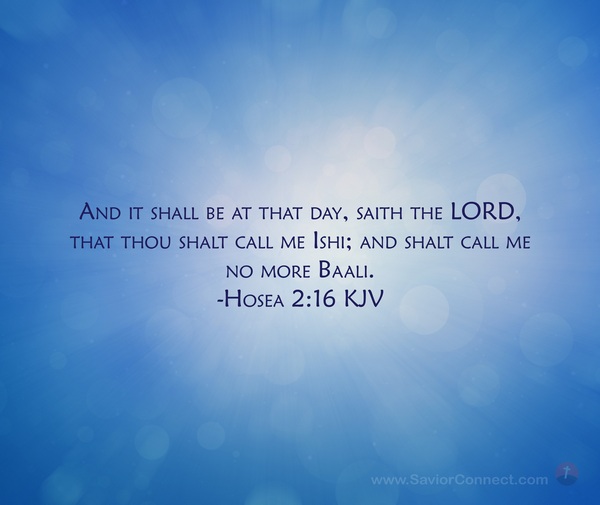 And it shall be at that day, saith the LORD,
that thou shalt call me Ishi; and shalt call me
no more Baali.
-Hosea 2:16 KJV
www.SaviorConnect.com